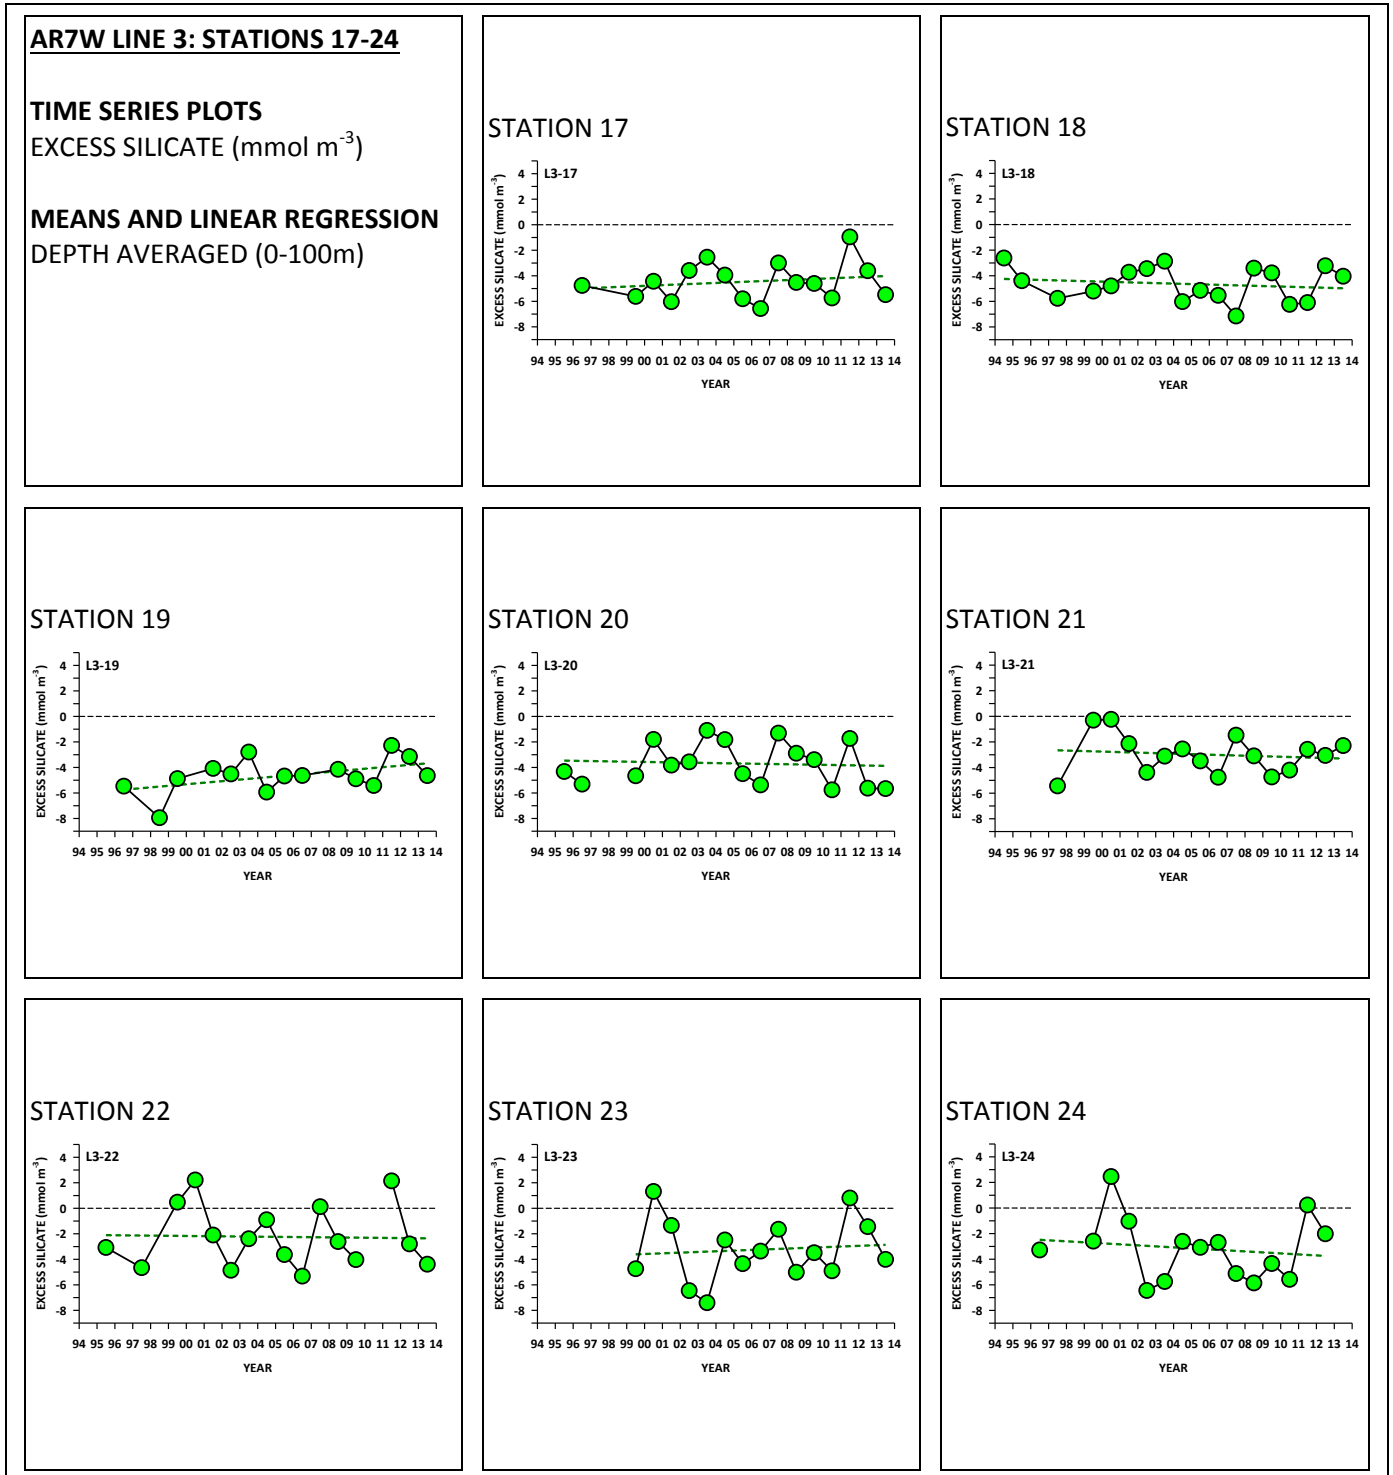 AR7W LINE 3: STATIONS 17-24
TIME SERIES PLOTS
EXCESS SILICATE (mmol m-3)
MEANS AND LINEAR REGRESSION
DEPTH AVERAGED (0-100m)
STATION 17
L3-17
EXCESS SILICATE (mmol m-3)
4
2
0
-2
-4
-6
-8
94 95 96 97 98 99 00 01 02 03 04 05 06 07 08 09 10 11 12 13 14
YEAR
STATION 18
L3-18
EXCESS SILICATE (mmol m-3)
4
2
0
-2
-4
-6
-8
94 95 96 97 98 99 00 01 02 03 04 05 06 07 08 09 10 11 12 13 14
YEAR
STATION 19
L3-19
EXCESS SILICATE (mmol m-3)
4
2
0
-2
-4
-6
-8
94 95 96 97 98 99 00 01 02 03 04 05 06 07 08 09 10 11 12 13 14
YEAR
STATION 20
L3-20
EXCESS SILICATE (mmol m-3)
4
2
0
-2
-4
-6
-8
94 95 96 97 98 99 00 01 02 03 04 05 06 07 08 09 10 11 12 13 14
YEAR
STATION 21
L3-21
EXCESS SILICATE (mmol m-3)
4
2
0
-2
-4
-6
-8
94 95 96 97 98 99 00 01 02 03 04 05 06 07 08 09 10 11 12 13 14
YEAR
STATION 22
L3-22
EXCESS SILICATE (mmol m-3)
4
2
0
-2
-4
-6
-8
94 95 96 97 98 99 00 01 02 03 04 05 06 07 08 09 10 11 12 13 14
YEAR
STATION 23
L3-23
EXCESS SILICATE (mmol m-3)
4
2
0
-2
-4
-6
-8
94 95 96 97 98 99 00 01 02 03 04 05 06 07 08 09 10 11 12 13 14
YEAR
STATION 24
L3-24
EXCESS SILICATE (mmol m-3)
4
2
0
-2
-4
-6
-8
94 95 96 97 98 99 00 01 02 03 04 05 06 07 08 09 10 11 12 13 14
YEAR